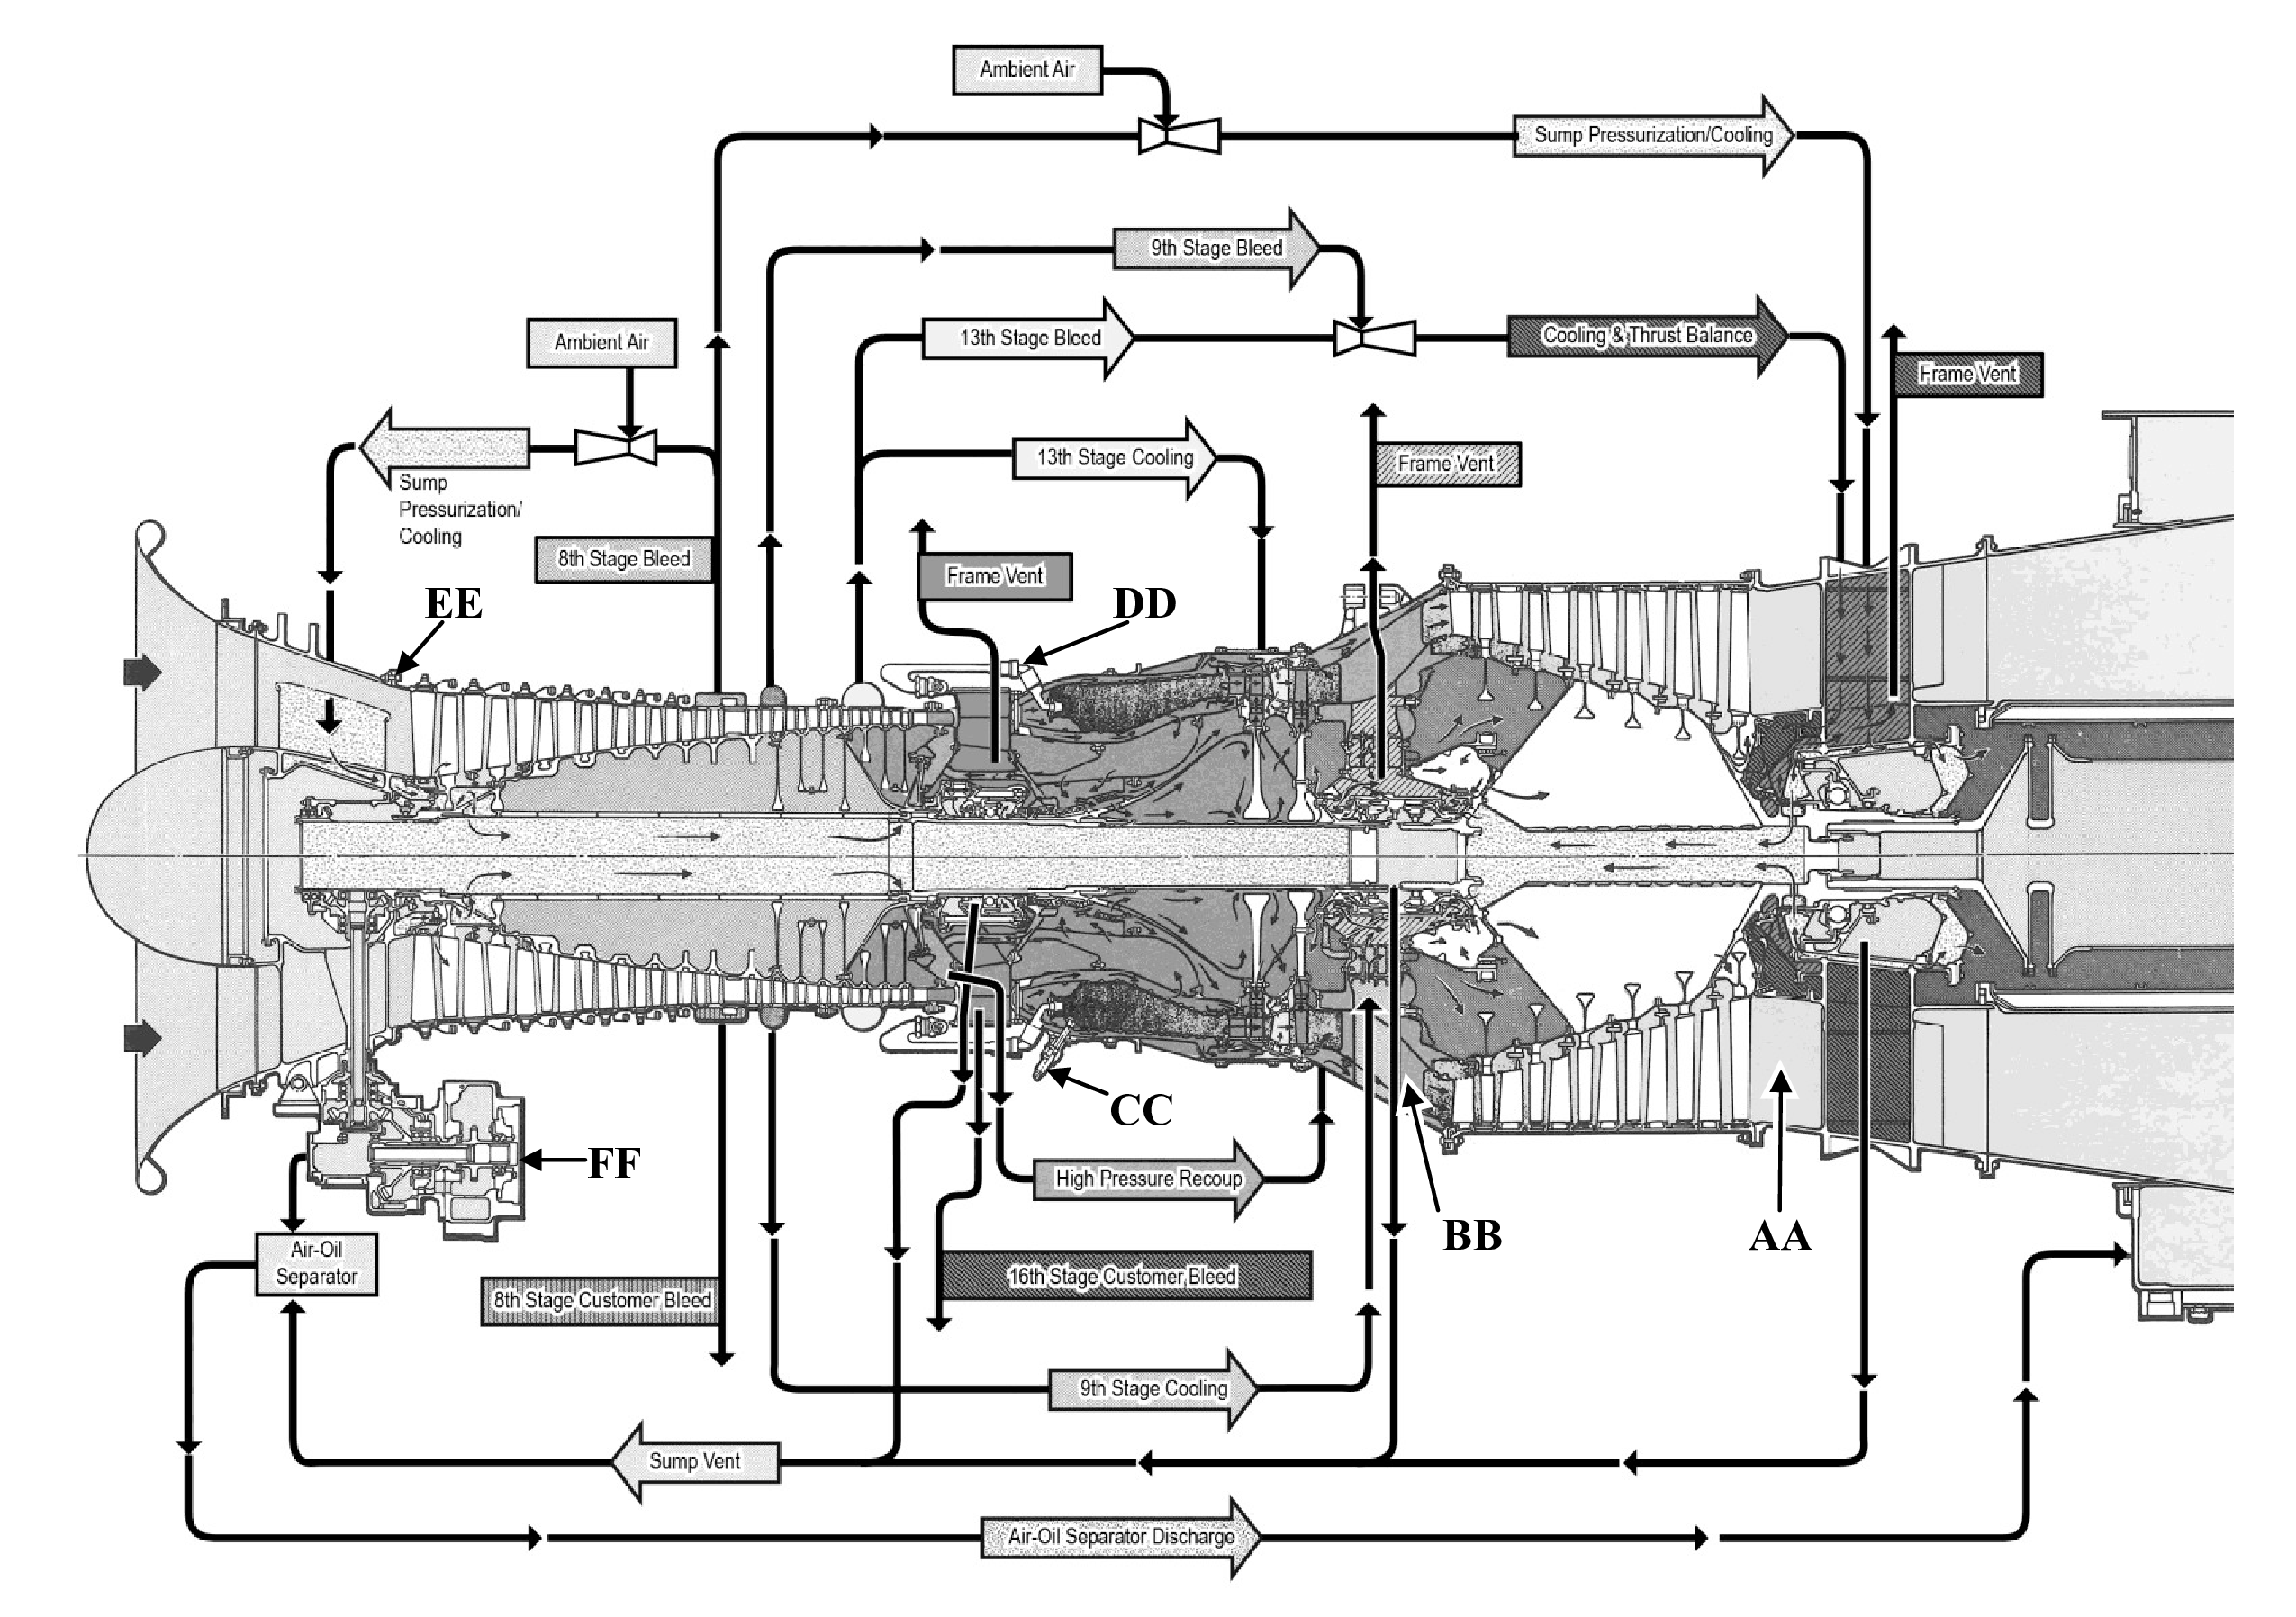 Ambient Air
Sump Pressurization/Cooling
9th Stage Bleed
13th Stage Bleed
Cooling & Thrust Balance
Ambient Air
Frame Vent
13th Stage Cooling
Frame Vent
Sump
Pressurization/
Cooling
8th Stage Bleed
Frame Vent
EE
DD
CC
FF
High Pressure Recoup
BB
AA
Air-Oil
Separator
16th Stage Customer Bleed
8th Stage Customer Bleed
9th Stage Cooling
Sump Vent
Air-Oil Separator Discharge